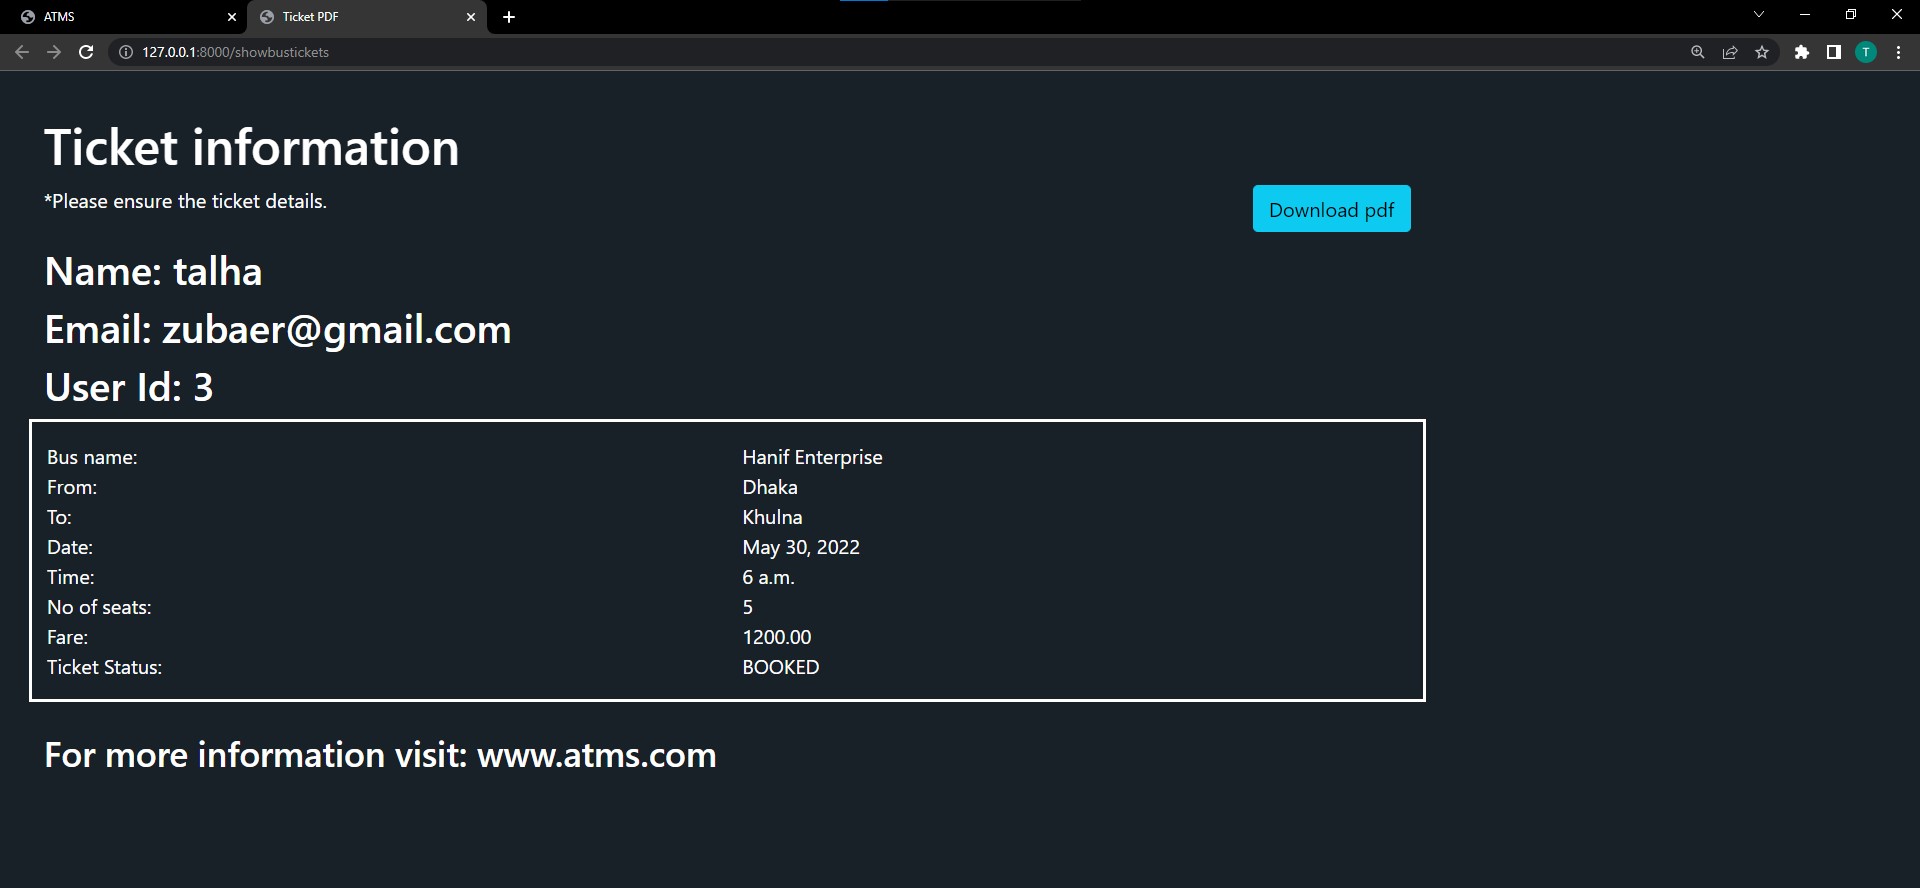 ATMS
Ticket PDF
127.0.0.1:8000/showbustickets
T
Ticket information
*Please ensure the ticket details.
Download pdf
Name: talha
Email: zubaer@gmail.com
User Id: 3
Bus name: Hanif Enterprise
From: Dhaka
To: Khulna
Date: May 30, 2022
Time: 6 a.m.
No of seats: 5
Fare: 1200.00
Ticket Status: BOOKED
For more information visit: www.atms.com